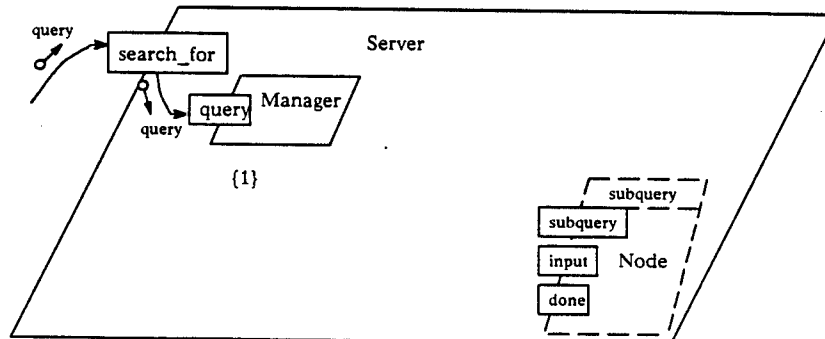 query
search_for
Server
query
Manager
query
{1}
subquery
subquery
input
Node
done